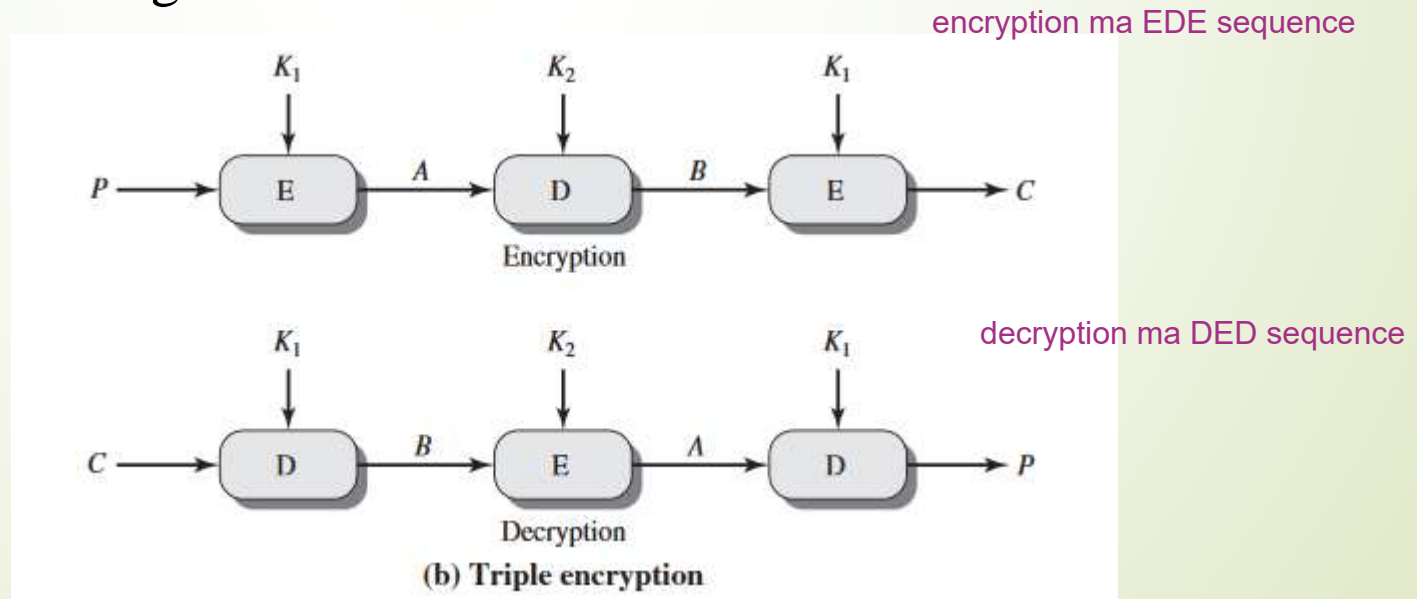 encryption ma EDE sequence
K₁ K₂ K₁
P E A D B E C
Encryption
decryption ma DED sequence
K₁ K₂ K₁
C D B E A D P
Decryption
(b) Triple encryption